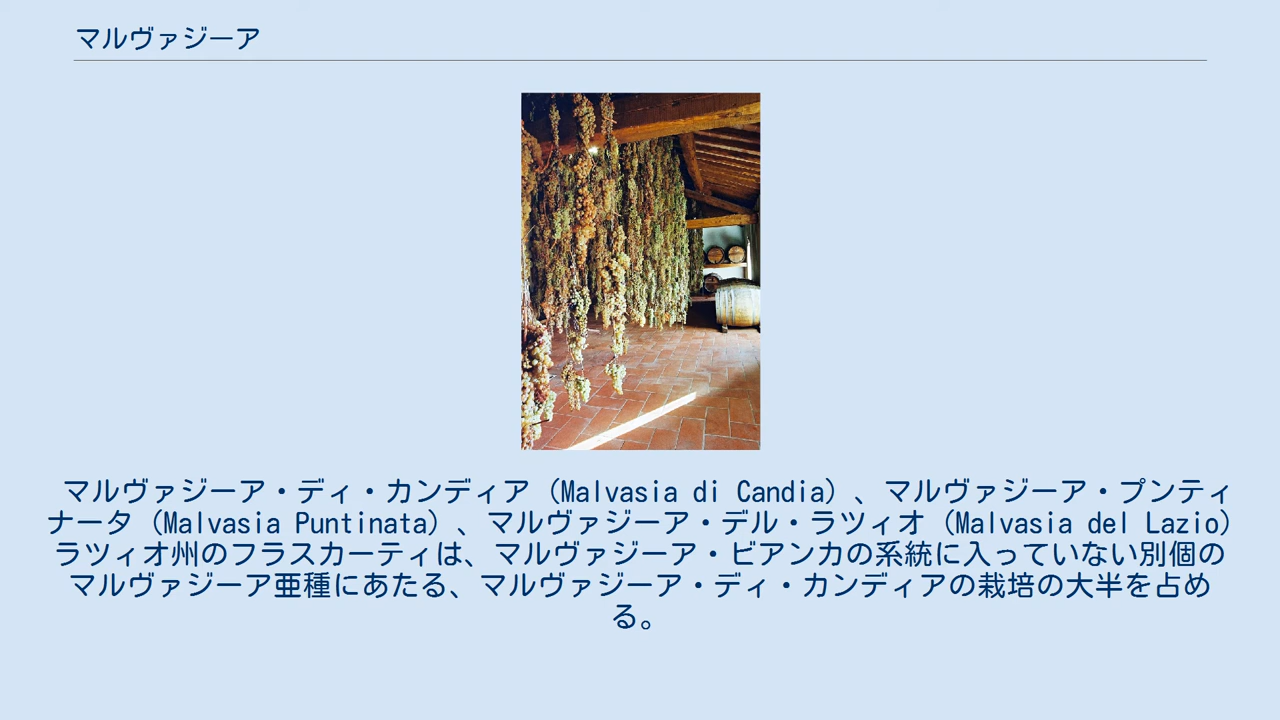 マルヴァジーア
マルヴァジーア・ディ・カンディア（Malvasia di Candia）、マルヴァジーア・プンティ
ナータ（Malvasia Puntinata）、マルヴァジーア・デル・ラツィオ（Malvasia del Lazio）
ラツィオ州のフラスカーティは、マルヴァジーア・ビアンカの系統に入っていない別個の
マルヴァジーア亜種にあたる、マルヴァジーア・ディ・カンディアの栽培の大半を占め
る。